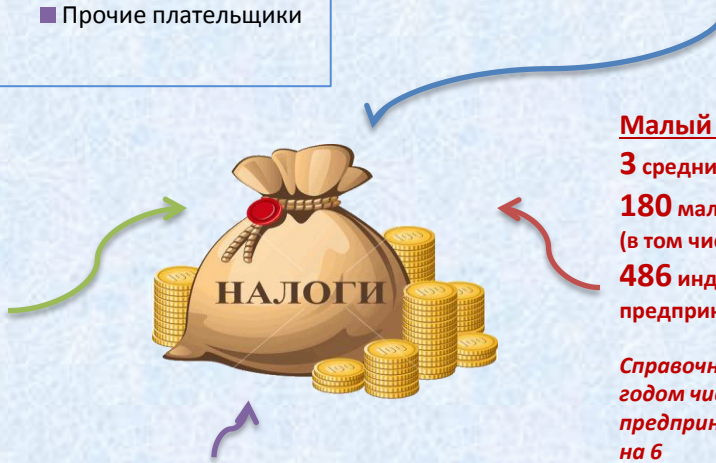 Прочие плательщики
Малый
3 средни
180 мал
(в том чис
486 инд
предприн
НАЛОГИ
Справочн
годом чис
предприн
на 6